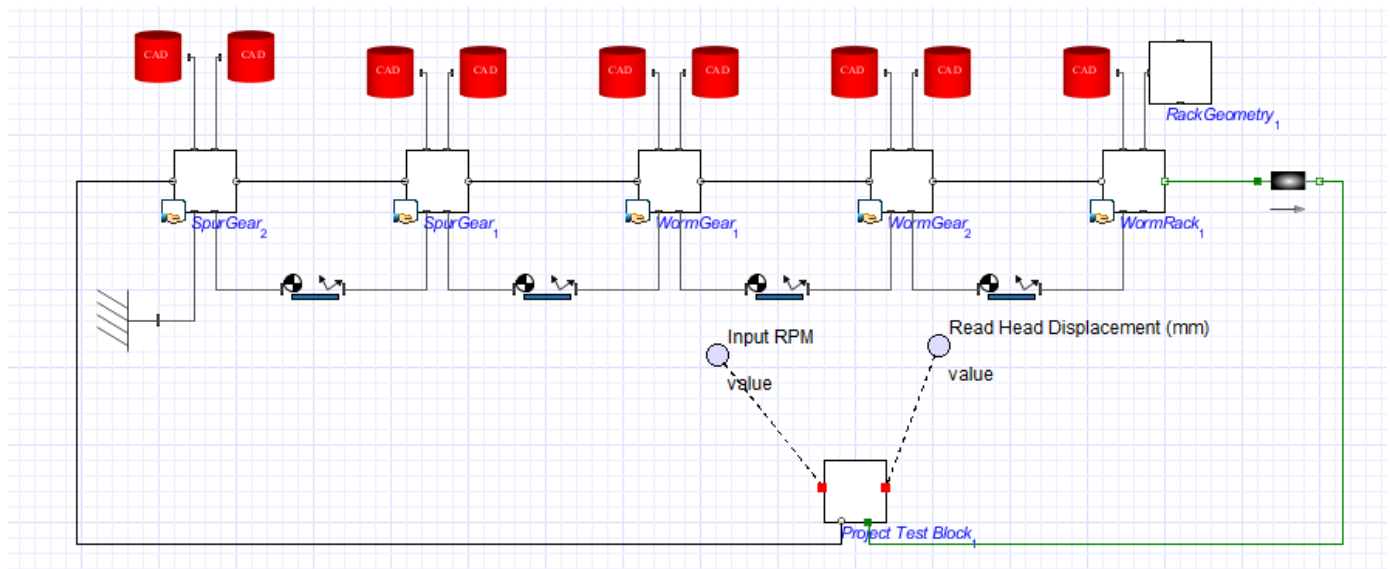 CAD CAD CAD CAD CAD CAD CAD CAD CAD
RackGeometry1
SpurGear2 SpurGear1 WormGear1 WormGear2 WormRack1
Input RPM
Read Head Displacement (mm)
value
value
Project Test Block1